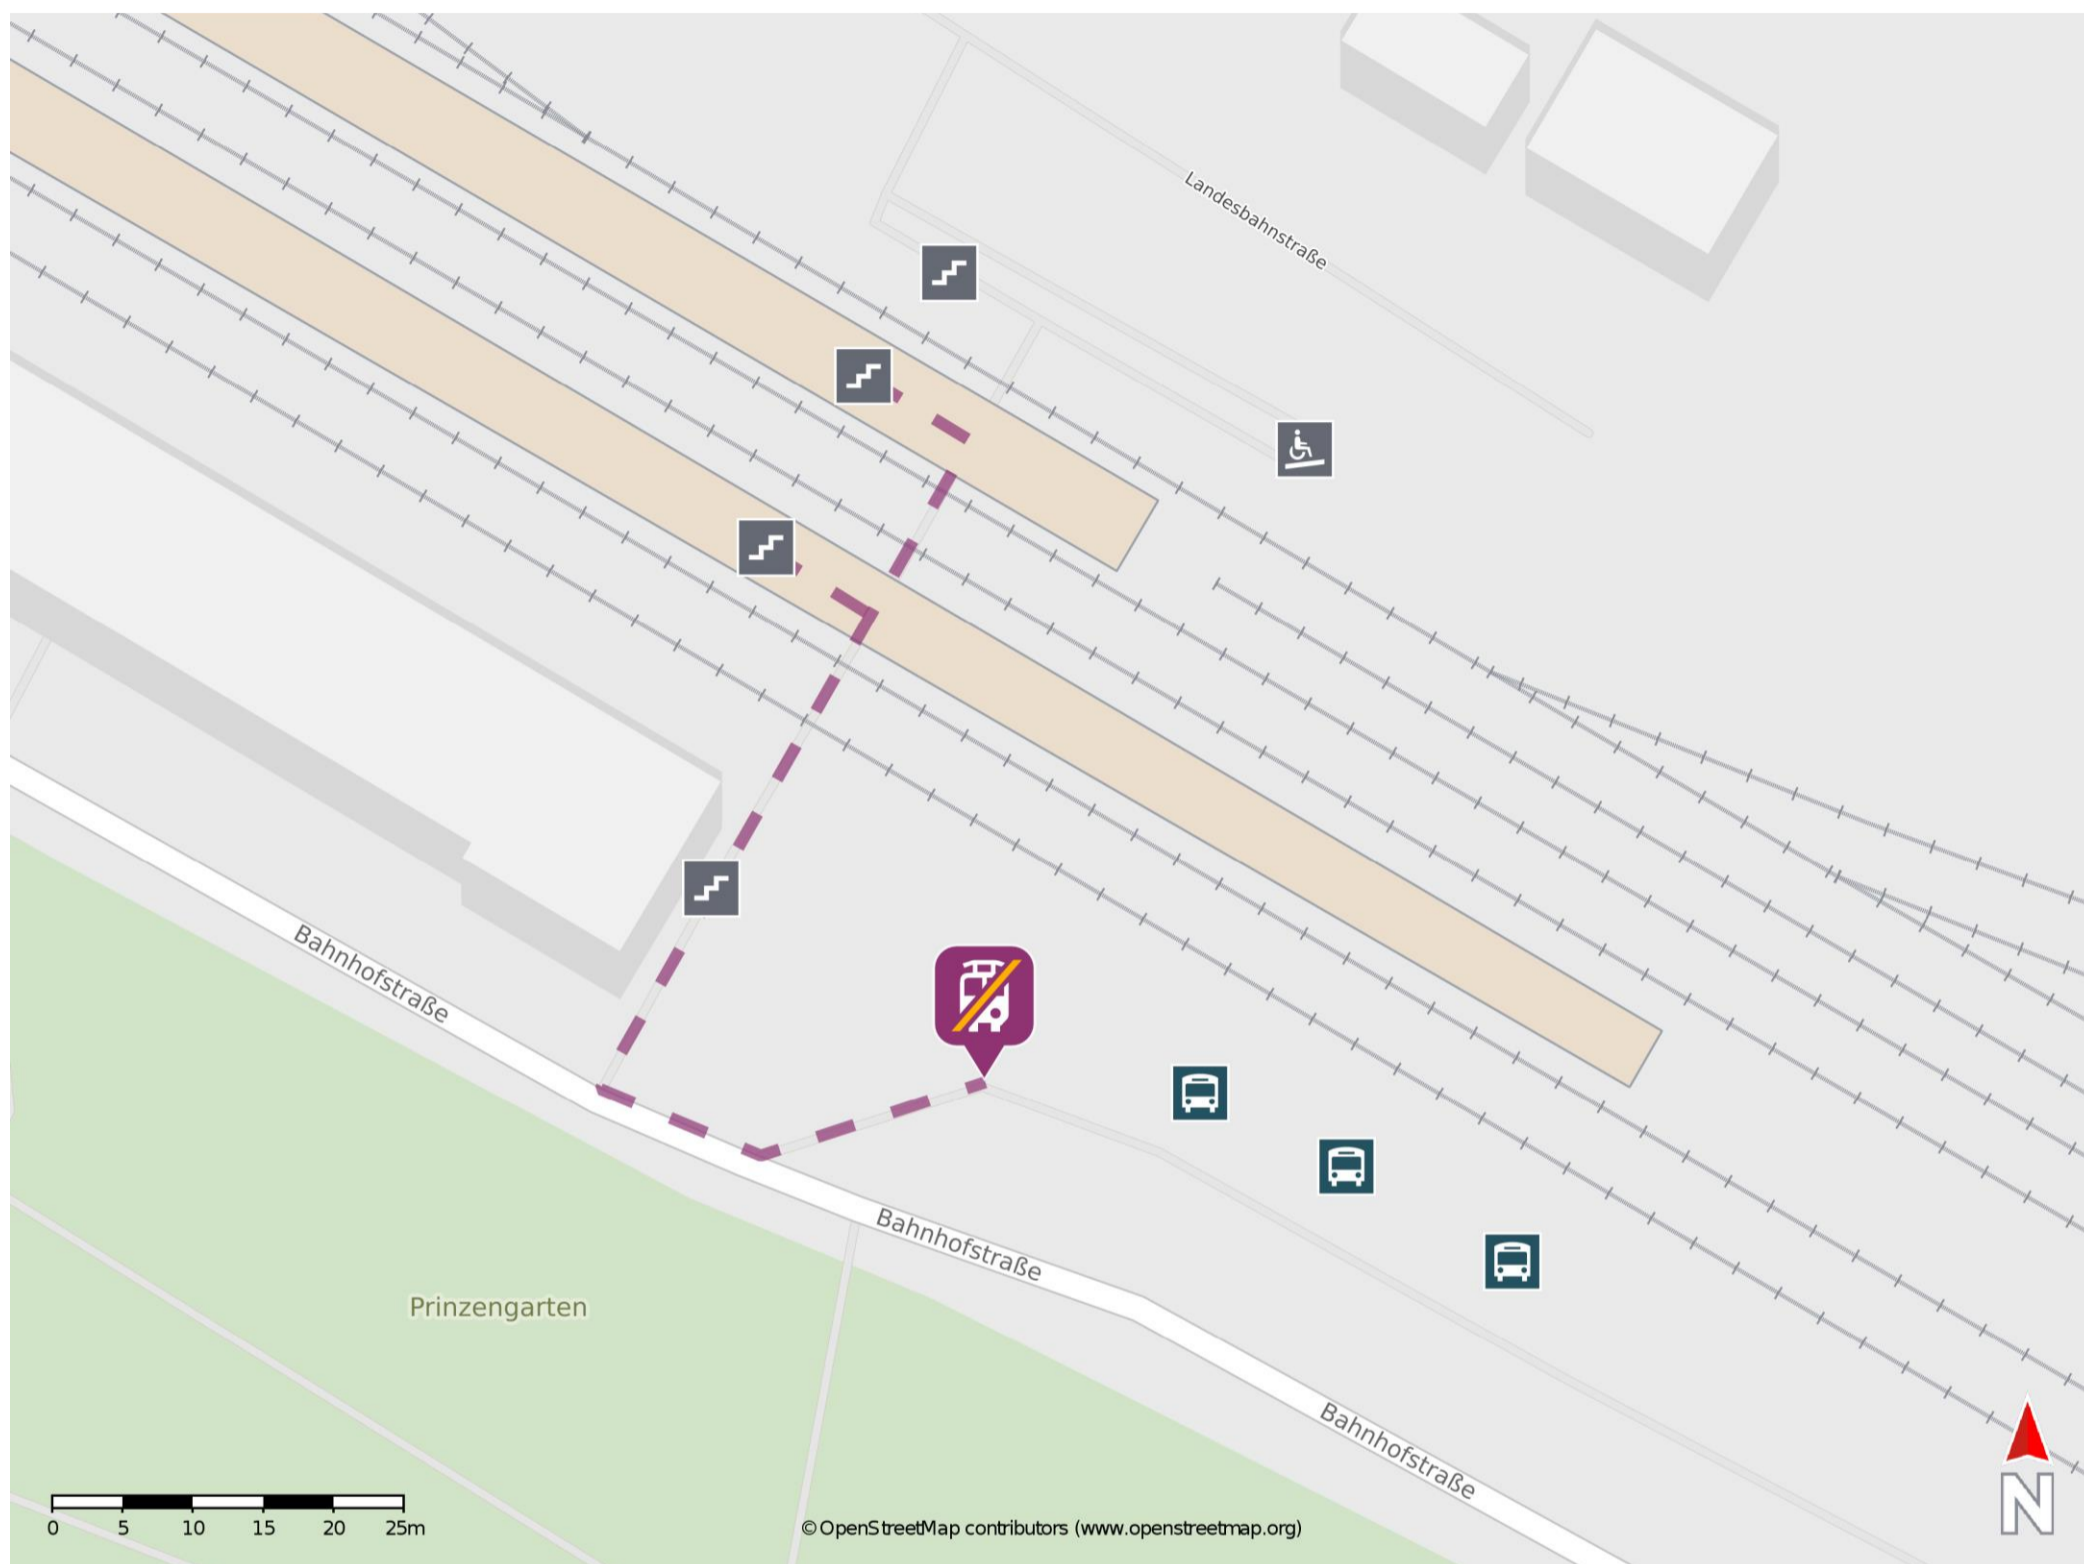 Landesbahnstraße
Bahnhofstraße
Bahnhofstraße
Prinzengarten
Bahnhofstraße
N
0 5 10 15 20 25m
© OpenStreetMap contributors (www.openstreetmap.org)